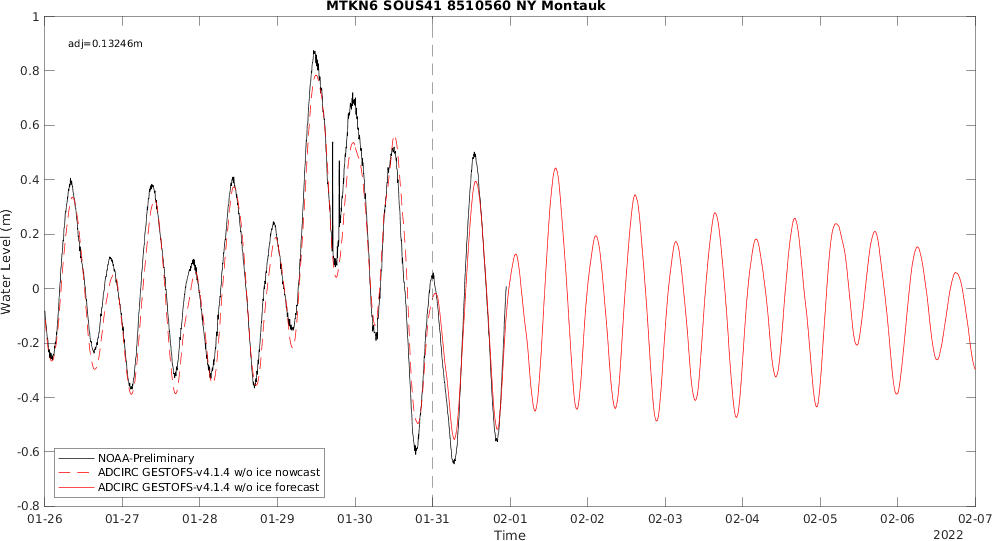 MTKN6 SOUS41 8510560 NY Montauk
adj=0.13246m
Water Level (m)
1
0.8
0.6
0.4
0.2
0
-0.2
-0.4
-0.6
-0.8
NOAA-Preliminary
ADCIRC GESTOFS-v4.1.4 w/o ice nowcast
ADCIRC GESTOFS-v4.1.4 w/o ice forecast
01-26 01-27 01-28 01-29 01-30 01-31 02-01 02-02 02-03 02-04 02-05 02-06 02-07
Time
2022